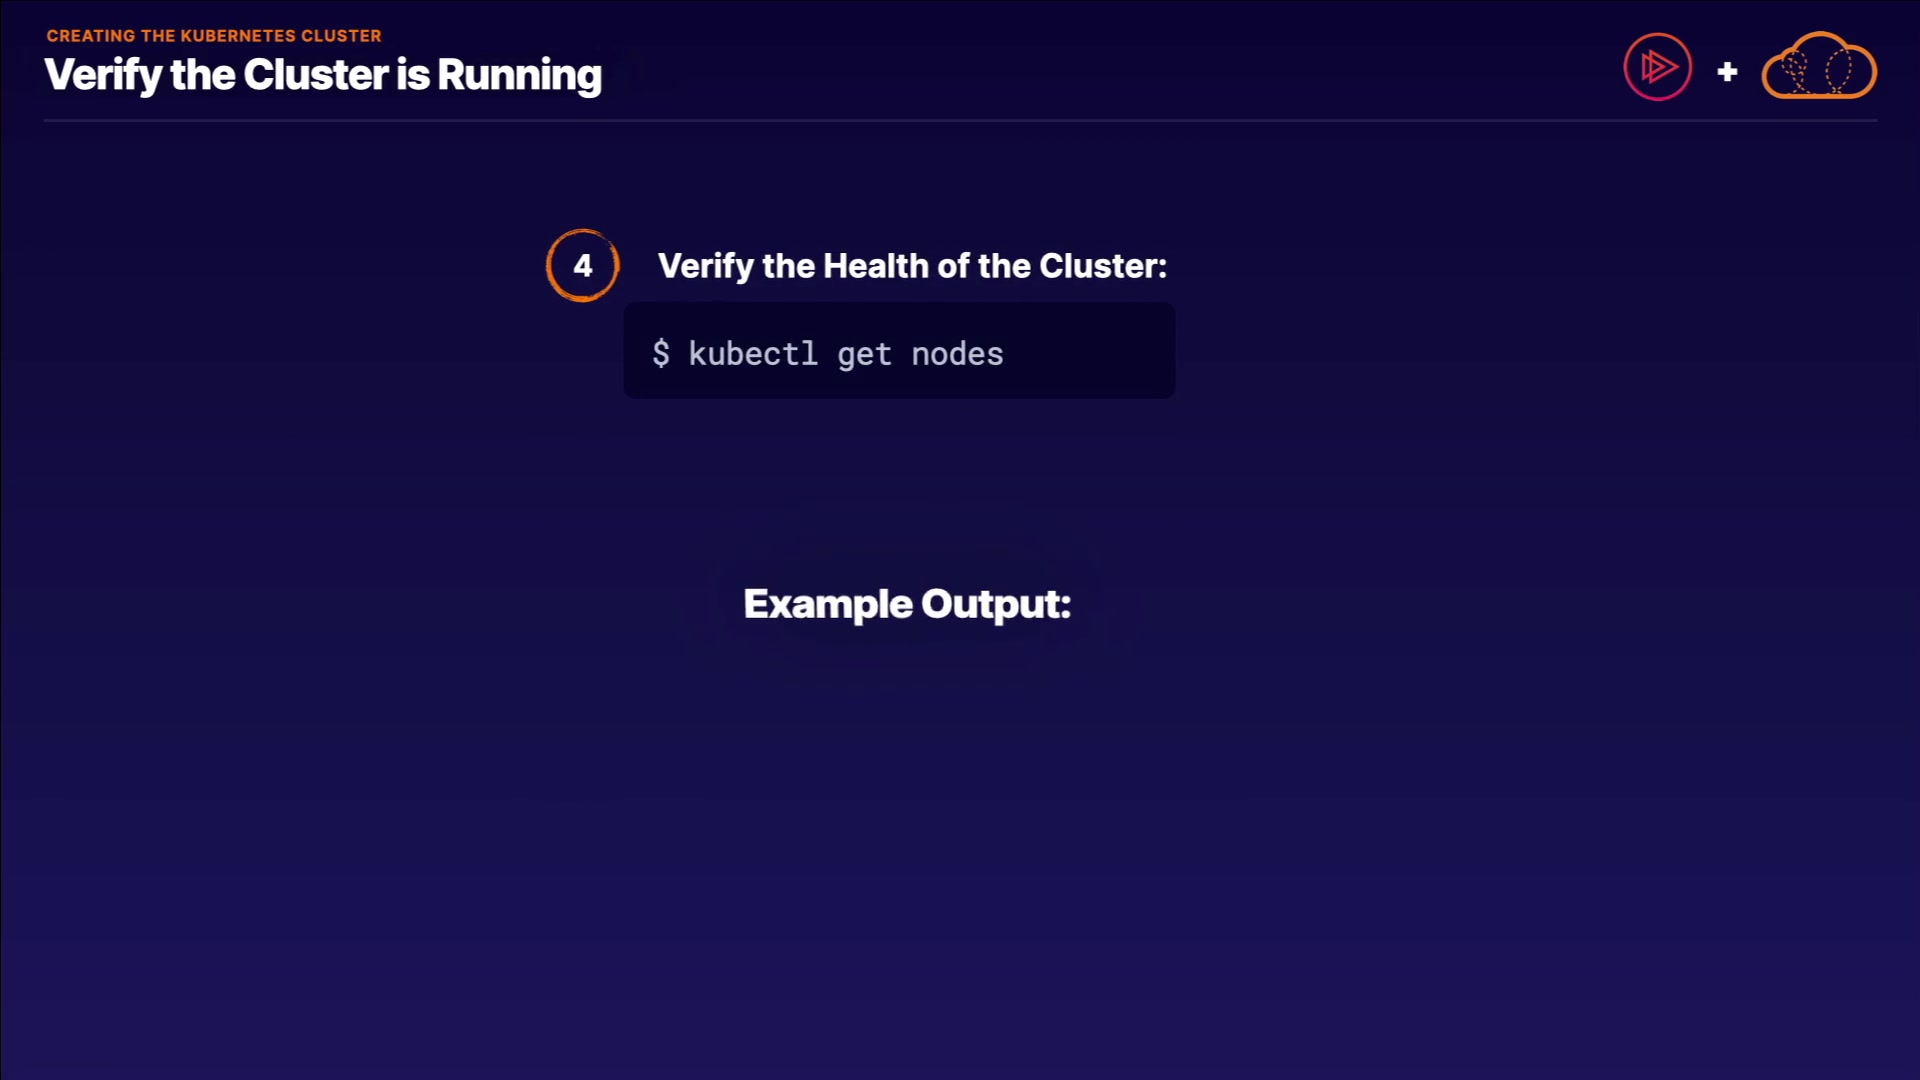 CREATING THE KUBERNETES CLUSTER
Verify the Cluster is Running
+
4
Verify the Health of the Cluster:
$ kubectl get nodes
Example Output: